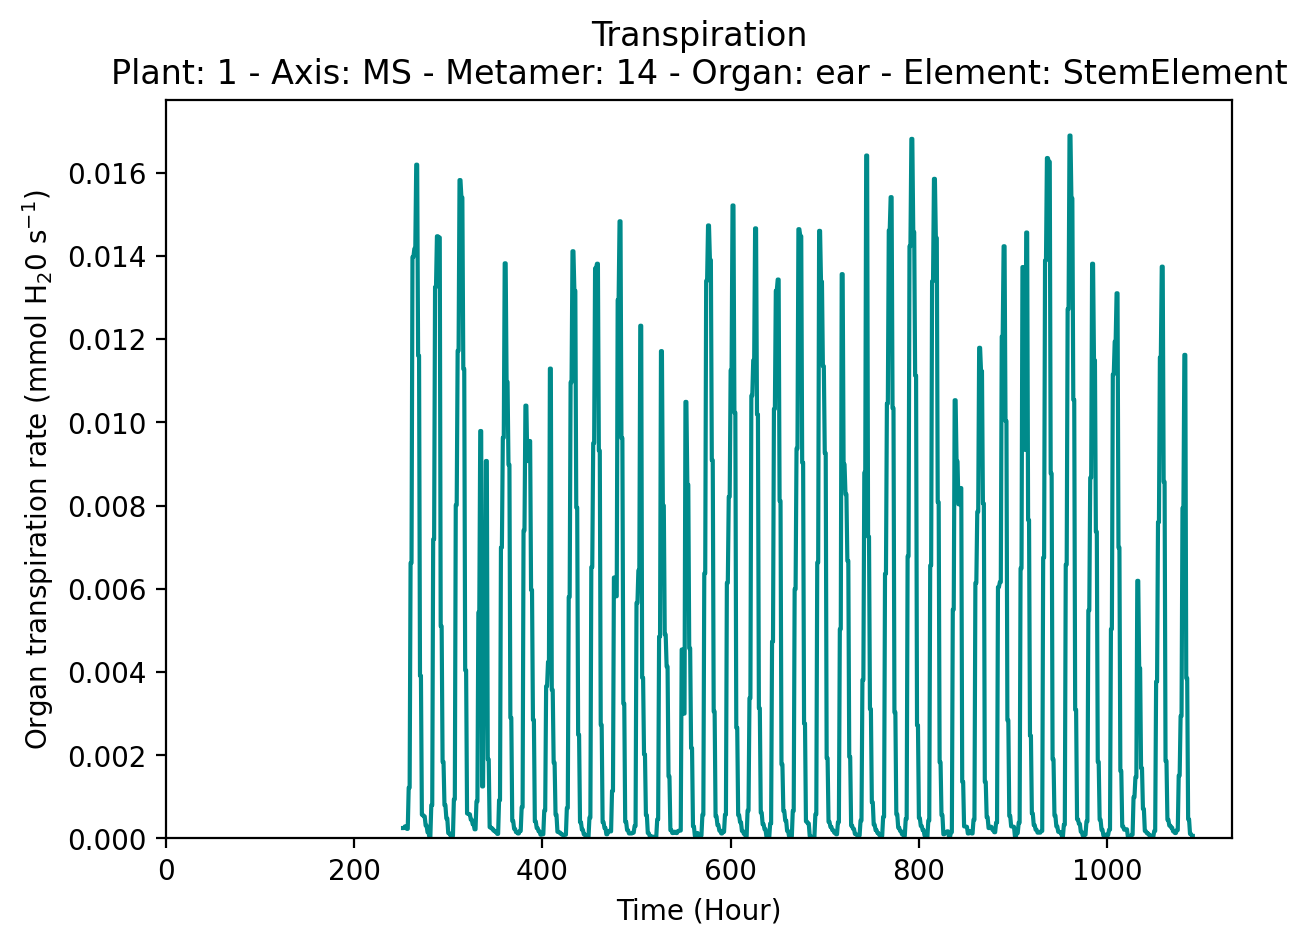 Transpiration
Plant: 1 - Axis: MS - Metamer: 14 - Organ: ear - Element: StemElement
Organ transpiration rate (mmol H₂0 s⁻¹)
0.016
0.014
0.012
0.010
0.008
0.006
0.004
0.002
0.000
0 200 400 600 800 1000
Time (Hour)